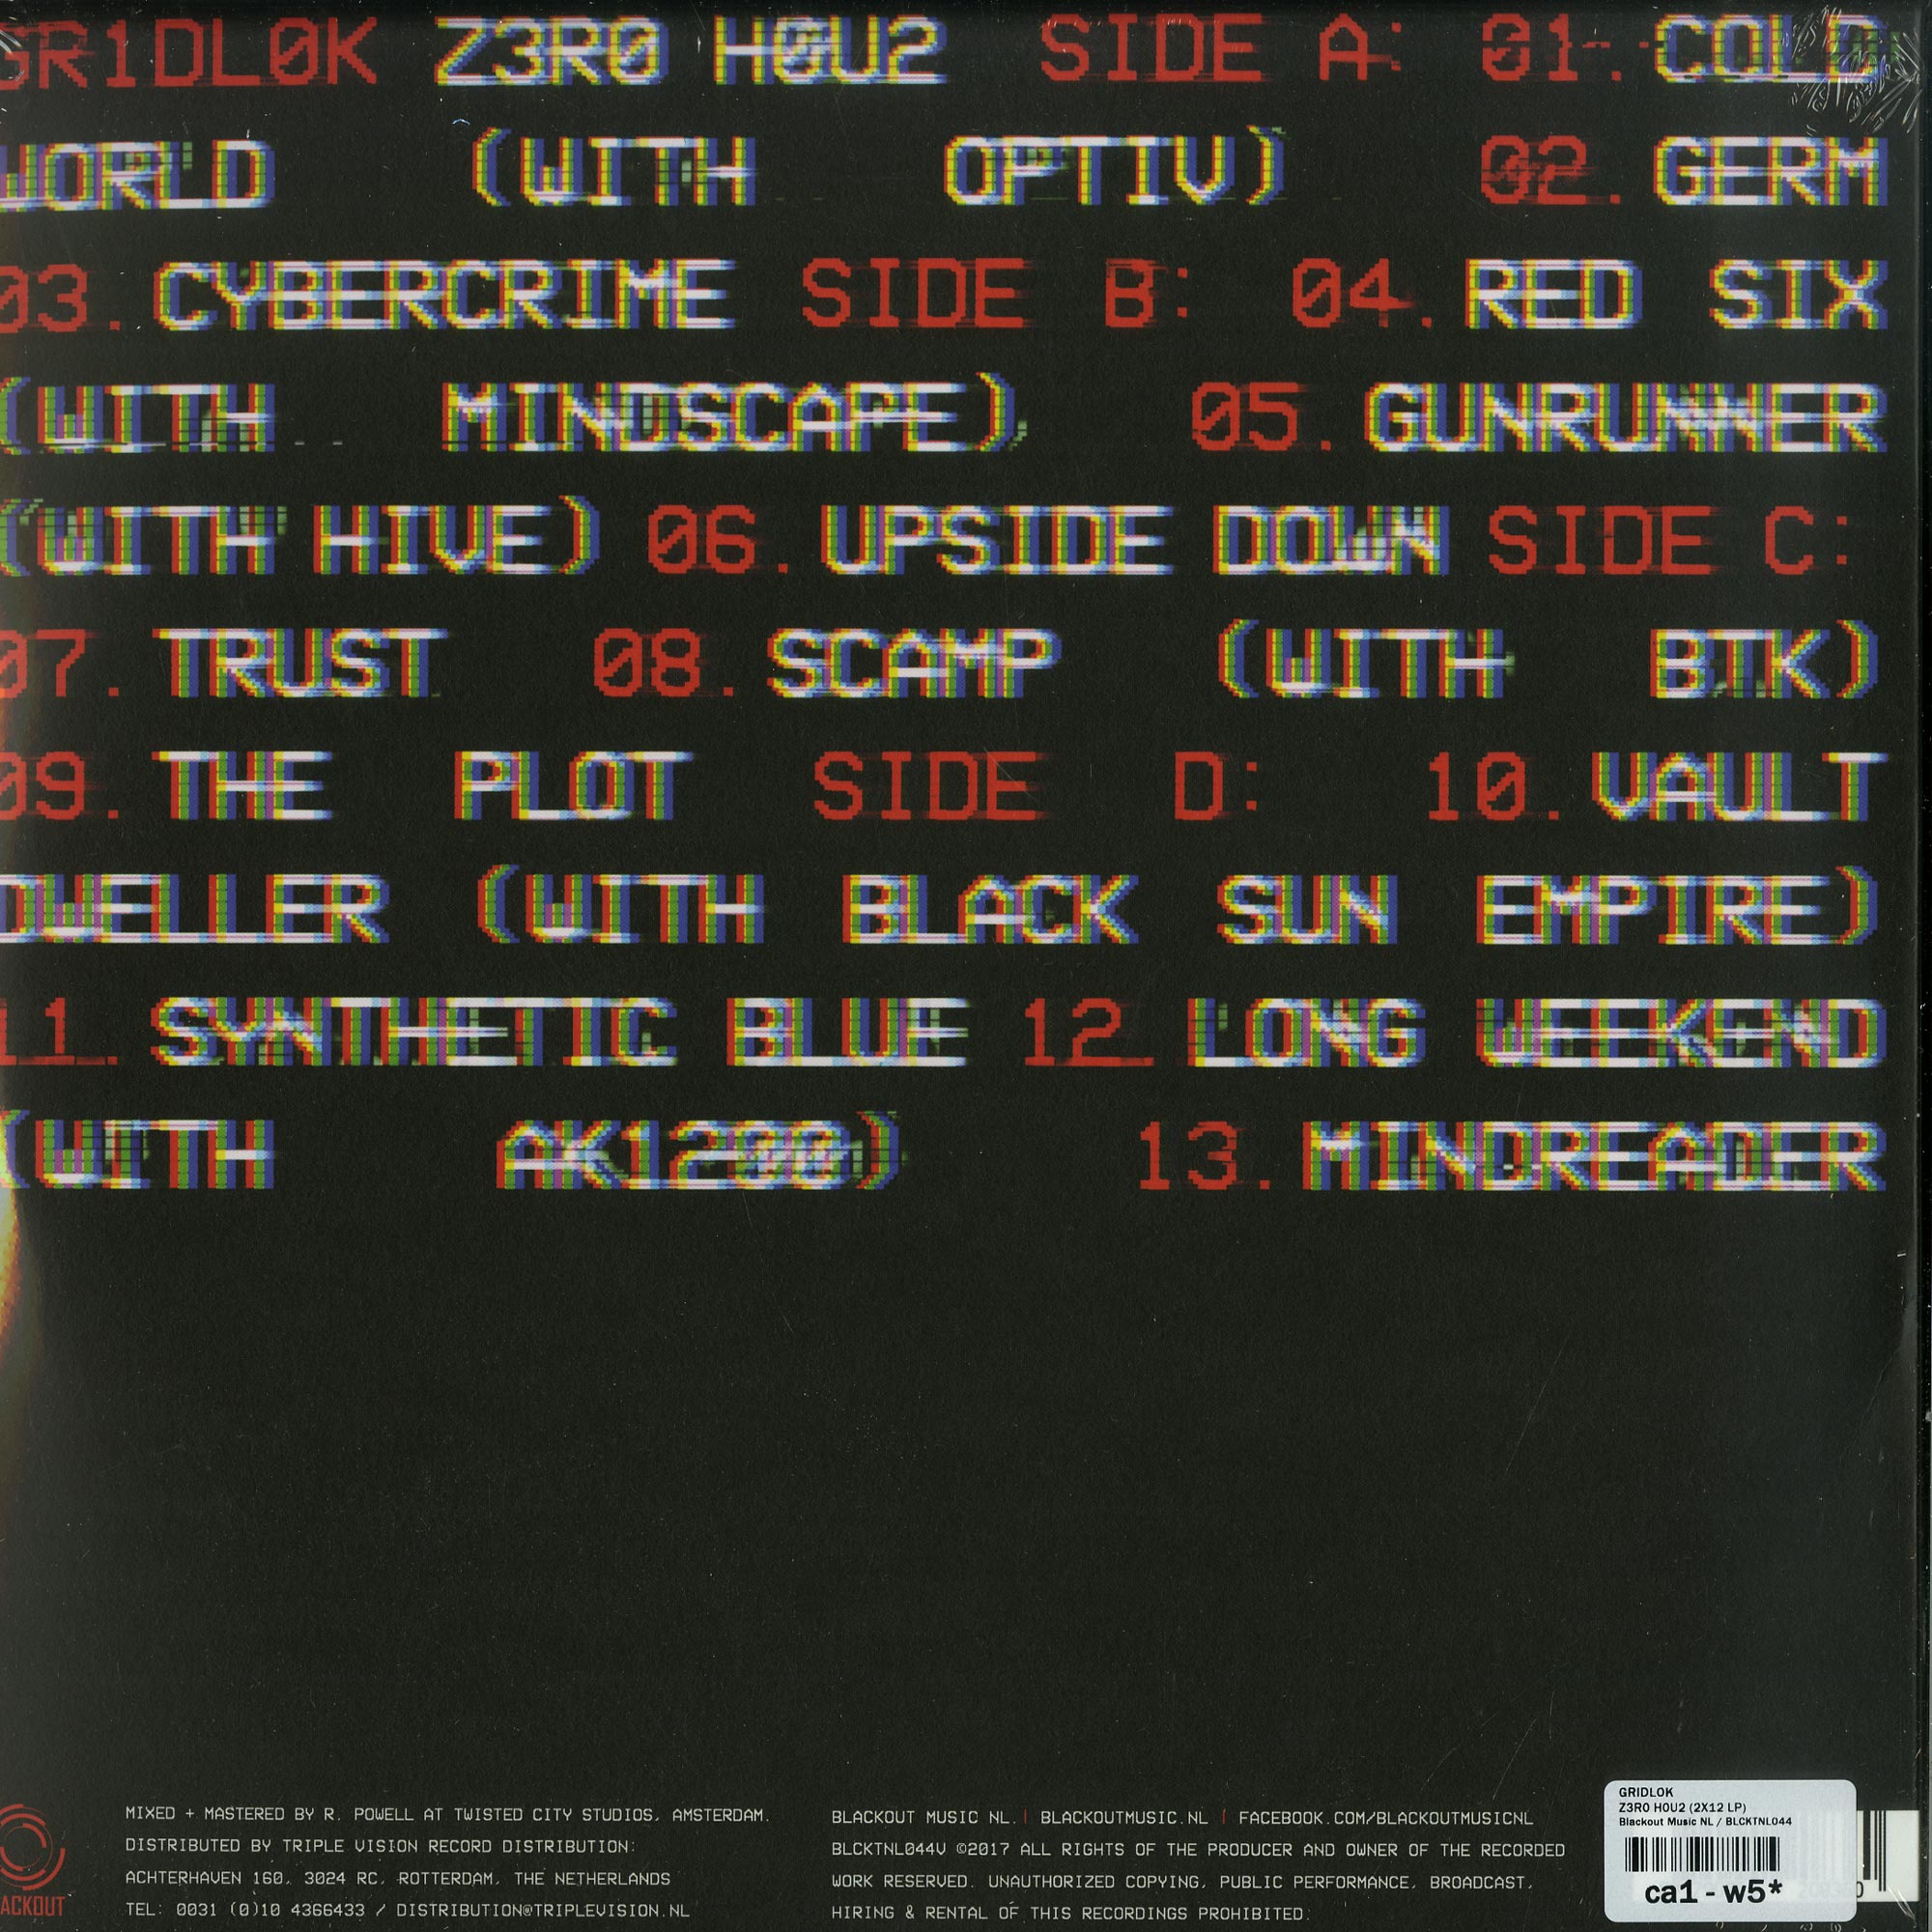 GR1DL0K Z3R0 H0U2 SIDE A: 01. COLD
WORLD (WITH OPTIV) 02. GERM
03. CYBERCRIME SIDE B: 04. RED SIX
(WITH MINDSCAPE) 05. GUNRUNNER
(WITH HIVE) 06. UPSIDE DOWN SIDE C:
07. TRUST 08. SCAMP (WITH BTK)
09. THE PLOT SIDE D: 10. VAULT
DWELLER (WITH BLACK SUN EMPIRE)
11. SYNTHETIC BLUE 12 LONG WEEKEND
(WITH AK1200) 13. MINDREADER
ACKOUT
MIXED + MASTERED BY R. POWELL AT TWISTED CITY STUDIOS, AMSTERDAM.
DISTRIBUTED BY TRIPLE VISION RECORD DISTRIBUTION:
ACHTERHAVEN 160, 3024 RC, ROTTERDAM, THE NETHERLANDS
TEL: 0031 (0)10 4366433 / DISTRIBUTION@TRIPLEVISION.NL
BLACKOUT MUSIC NL. | BLACKOUTMUSIC.NL | FACEBOOK.COM/BLACKOUTMUSICNL
BLCKTNL044V ©2017 ALL RIGHTS OF THE PRODUCER AND OWNER OF THE RECORDED
WORK RESERVED. UNAUTHORIZED COPYING, PUBLIC PERFORMANCE, BROADCAST,
HIRING & RENTAL OF THIS RECORDINGS PROHIBITED.
GRIDLOK
Z3R0 H0U2 (2X12 LP)
Blackout Music NL / BLCKTNL044
ca1 - w5*